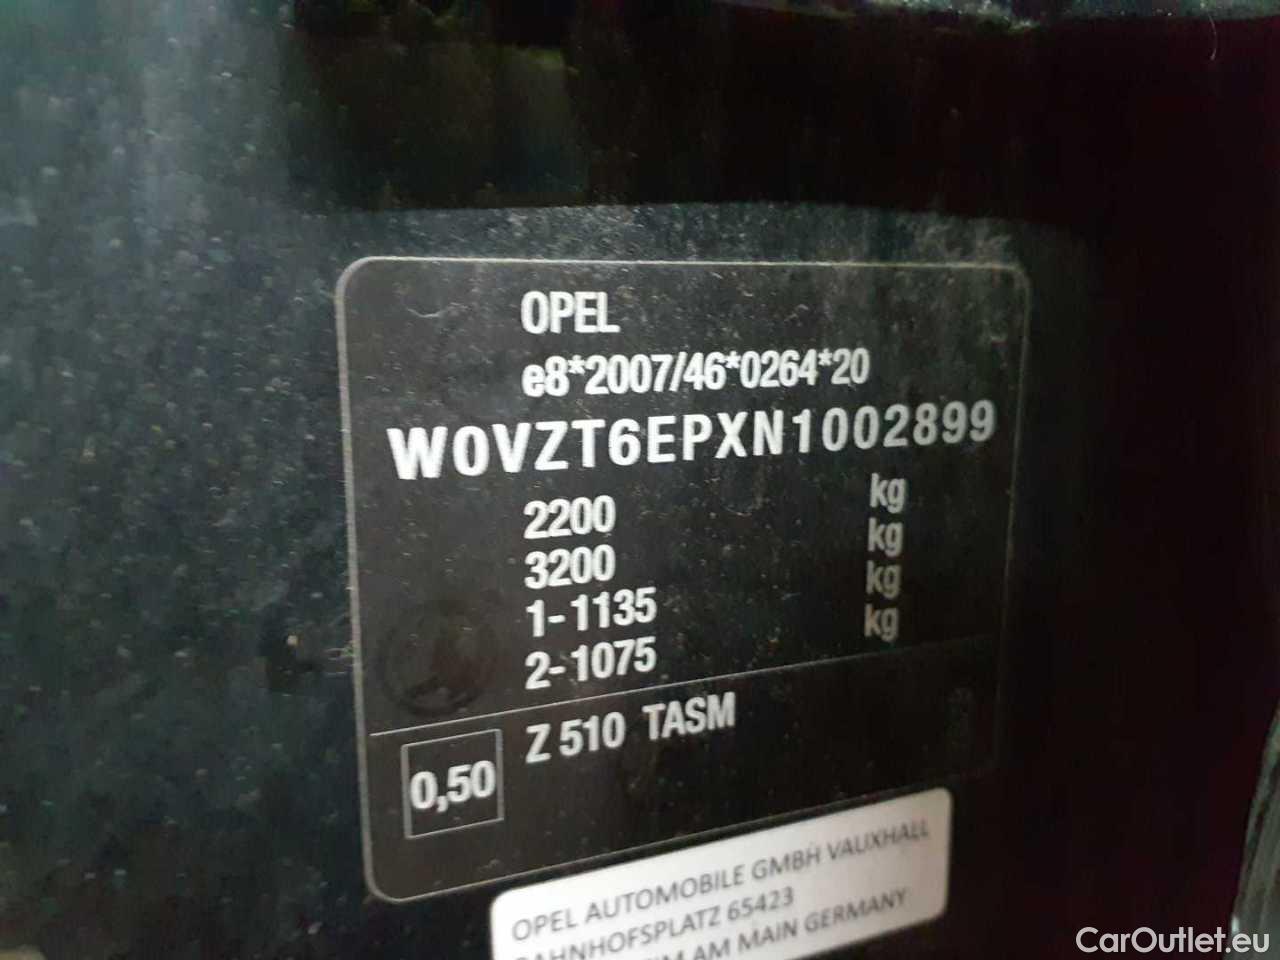 OPEL
e8*2007/46*0264*20
W0VZT6EPXN1002899
2200 kg
3200 kg
1-1135 kg
2-1075 kg
0,50 Z 510 TASM
OPEL AUTOMOBILE GMBH VAUXHALL
BAHNHOFSPLATZ 65423
AM MAIN GERMANY
CarOutlet.eu